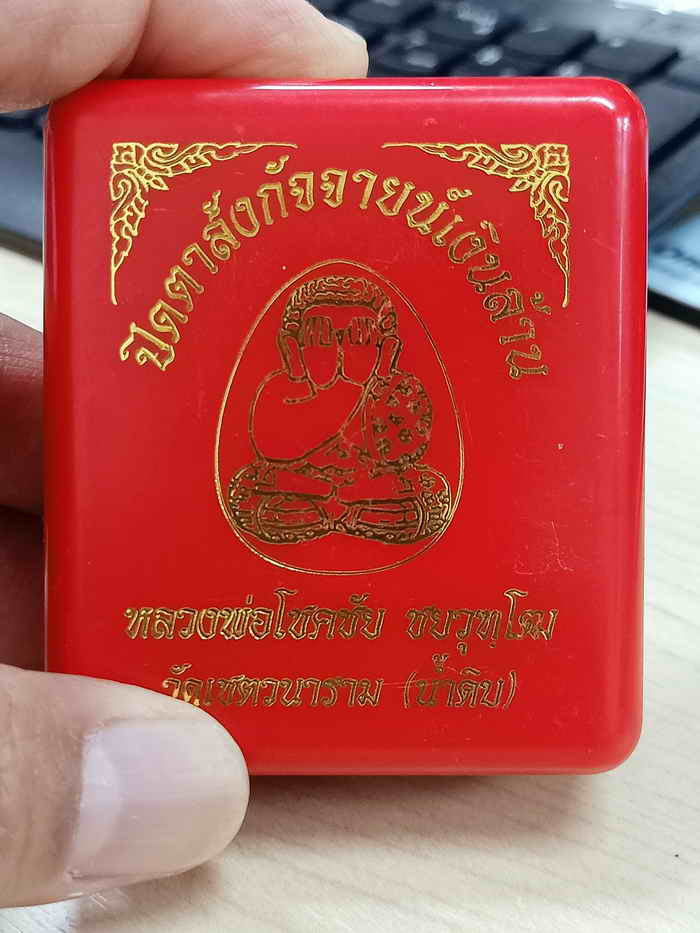 ปิดตาสังกัจจายน์เงินล้าน
หลวงพ่อโชคชัย ชยวุฑฺโฒ
วัดเชตวนาราม (น้ำดิบ)